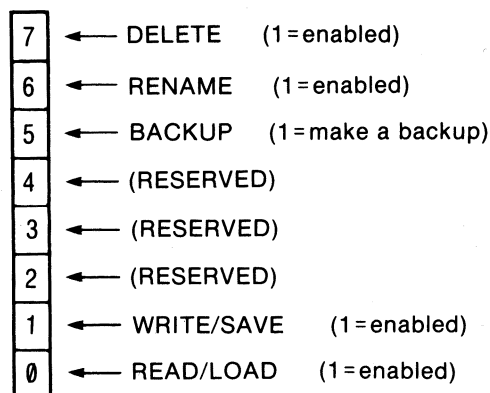 7 DELETE (1=enabled)
6 RENAME (1=enabled)
5 BACKUP (1=make a backup)
4 (RESERVED)
3 (RESERVED)
2 (RESERVED)
1 WRITE/SAVE (1=enabled)
0 READ/LOAD (1=enabled)